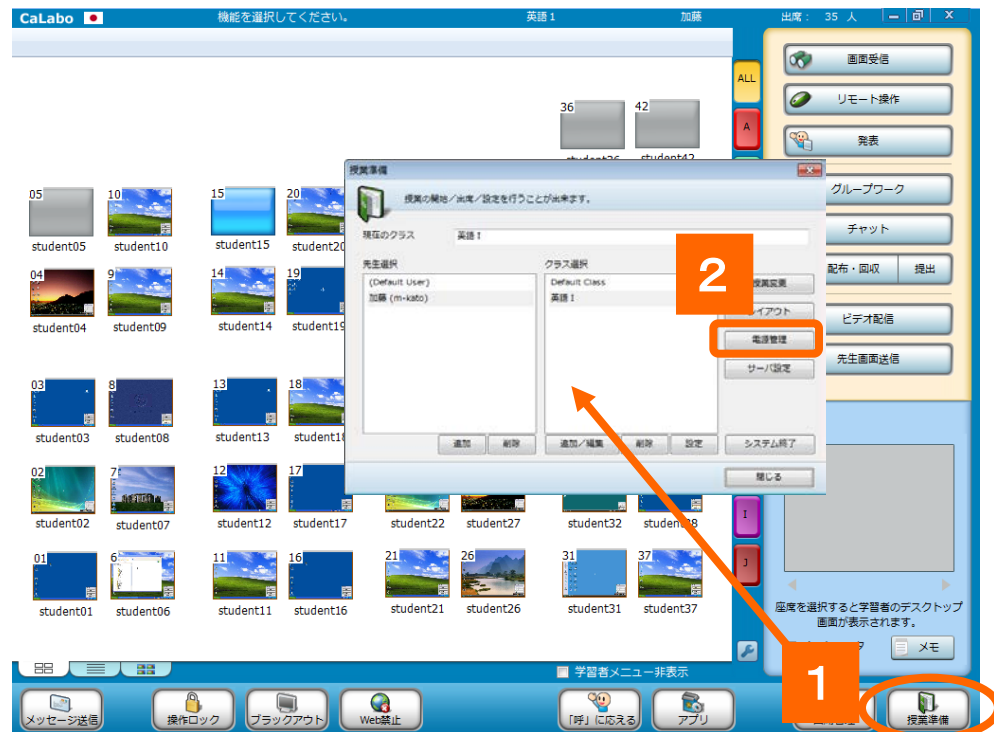 CaLabo
機能を選択してください。
英語1
加藤
出席： 35 人
ALL
A
I
J
画面受信
リモート操作
発表
グループワーク
チャット
配布・回収 提出
ビデオ配信
先生画面送信
36
42
student42
05
10
15
20
student05
student10
student15
student20
04
9
14
19
student04
student09
student14
student19
03
8
13
18
student03
student08
student13
02
7
12
17
student02
student07
student12
student17
student22
student27
student32
01
6
11
16
21
26
31
37
student01
student06
student11
student16
student21
student26
student31
student37
授業準備
授業の開始／出席／設定を行うことが出来ます。
現在のクラス
英語 I
先生選択
(Default User)
加藤 (m-kato)
クラス選択
Default Class
英語 I
2
電源管理
サーバ設定
追加
削除
追加／編集
削除
設定
システム終了
閉じる
座席を選択すると学習者のデスクトップ
画面が表示されます。
メモ
1
学習者メニュー非表示
メッセージ送信
操作ロック
ブラックアウト
Web禁止
「呼」に応える
アプリ
授業準備